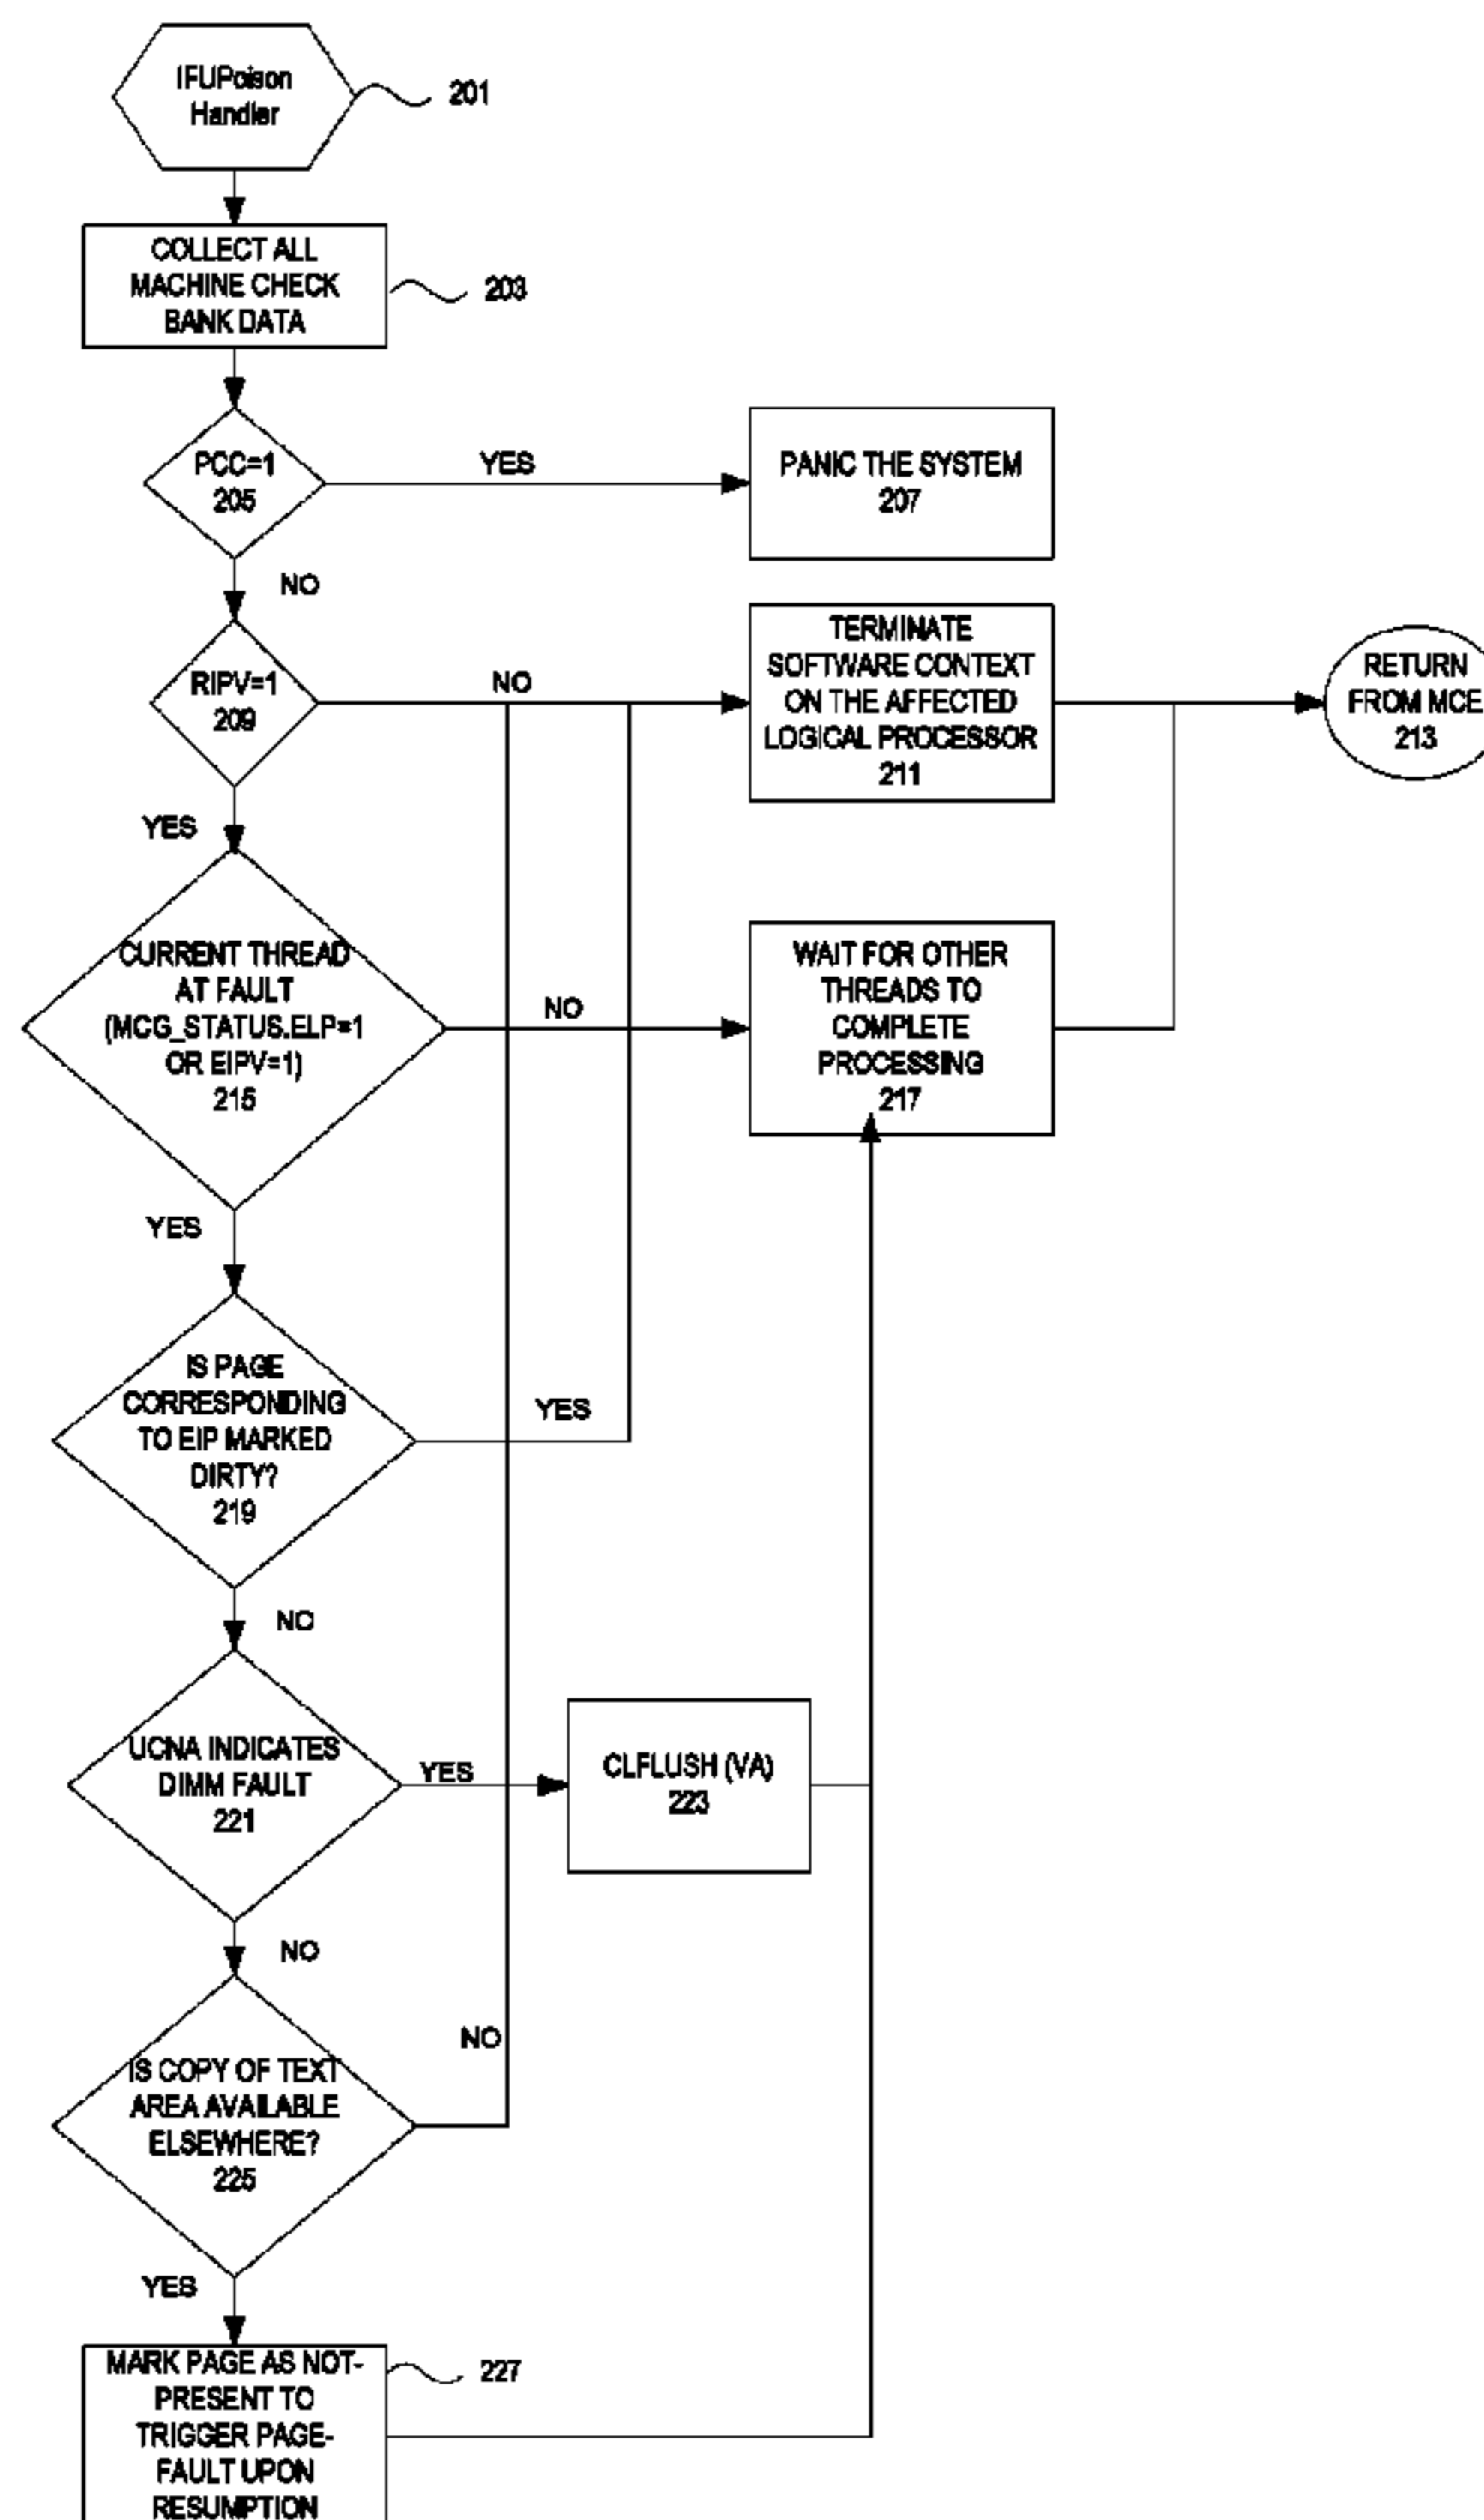 IFUPoison
Handler
201
COLLECT ALL
MACHINE CHECK
BANK DATA
203
PCC=1
205
YES
PANIC THE SYSTEM
207
NO
RIPV=1
209
NO
TERMINATE
SOFTWARE CONTEXT
ON THE AFFECTED
LOGICAL PROCESSOR
211
RETURN
FROM MCE
213
YES
CURRENT THREAD
AT FAULT
(MCG_STATUS.ELP=1
OR EIPV=1)
215
NO
WAIT FOR OTHER
THREADS TO
COMPLETE
PROCESSING
217
YES
IS PAGE
CORRESPONDING
TO EIP MARKED
DIRTY?
219
YES
NO
UCNA INDICATES
DIMM FAULT
221
YES
CLFLUSH (VA)
223
NO
IS COPY OF TEXT
AREA AVAILABLE
ELSEWHERE?
225
NO
YES
MARK PAGE AS NOT-
PRESENT TO
TRIGGER PAGE-
FAULT UPON
RESUMPTION
227